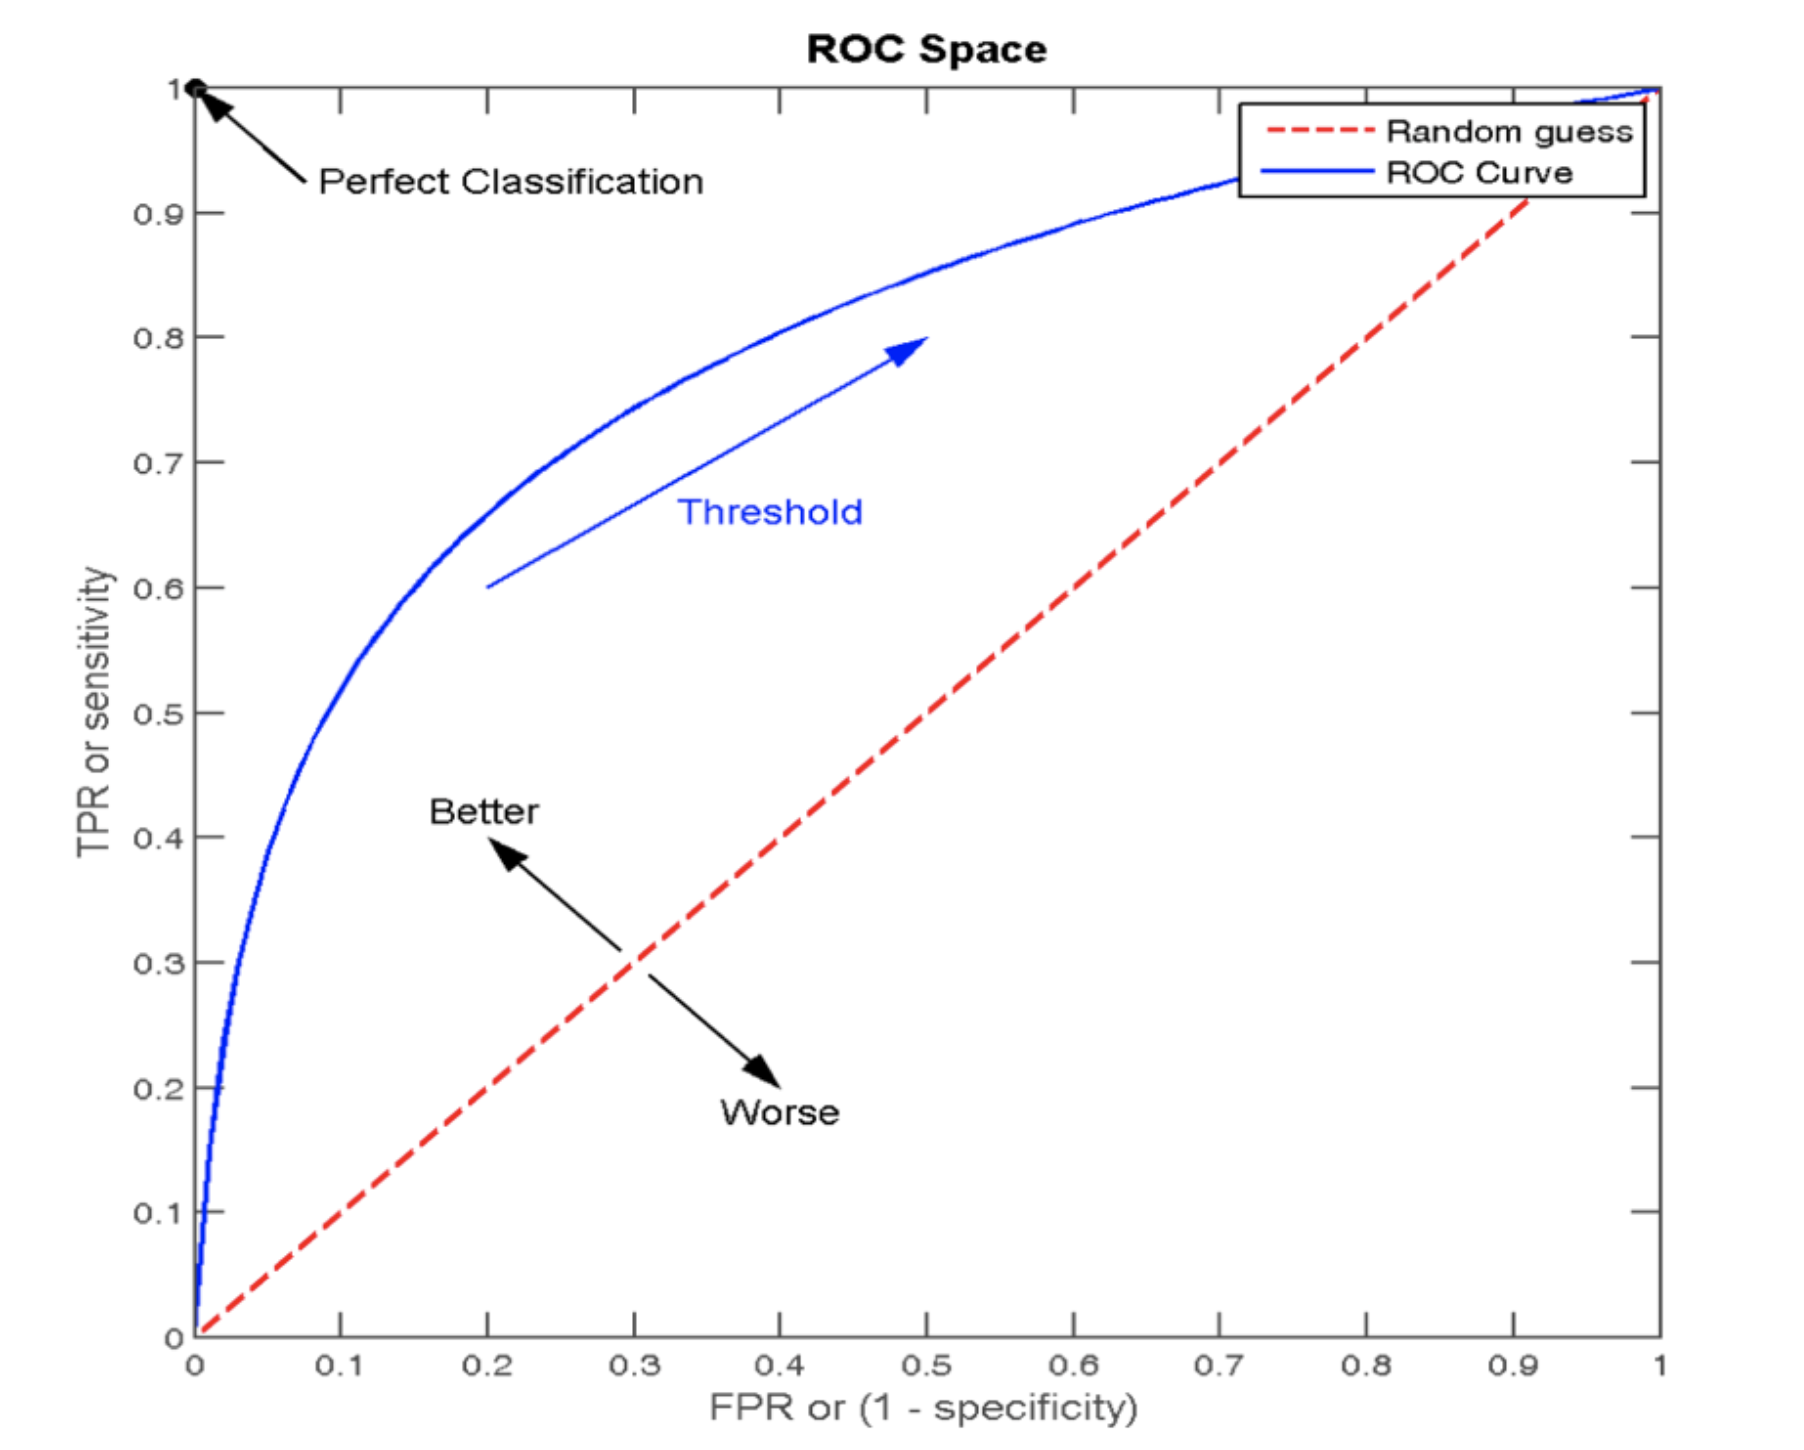 ROC Space
Random guess
ROC Curve
Perfect Classification
Threshold
Better
Worse
TPR or sensitivity
1
0.9
0.8
0.7
0.6
0.5
0.4
0.3
0.2
0.1
0
0 0.1 0.2 0.3 0.4 0.5 0.6 0.7 0.8 0.9 1
FPR or (1 - specificity)